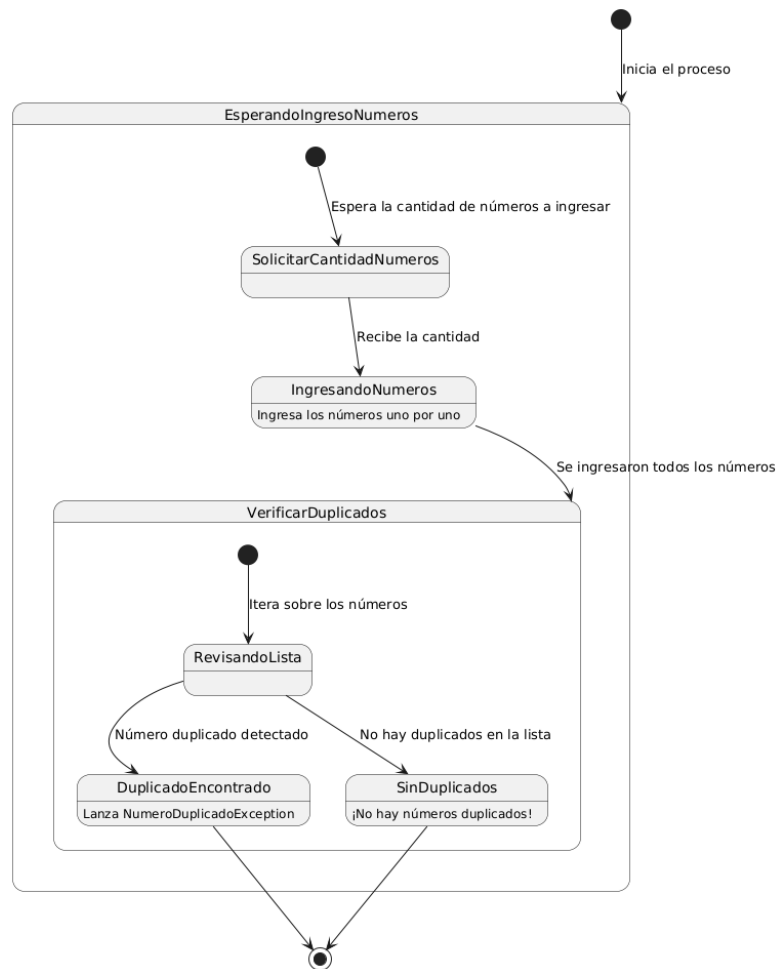 Inicia el proceso
EsperandoIngresoNumeros
Espera la cantidad de números a ingresar
SolicitarCantidadNumeros
Recibe la cantidad
IngresandoNumeros
Ingresa los números uno por uno
Se ingresaron todos los números
VerificarDuplicados
Itera sobre los números
RevisandoLista
Número duplicado detectado
No hay duplicados en la lista
DuplicadoEncontrado
Lanza NumeroDuplicadoException
SinDuplicados
¡No hay números duplicados!